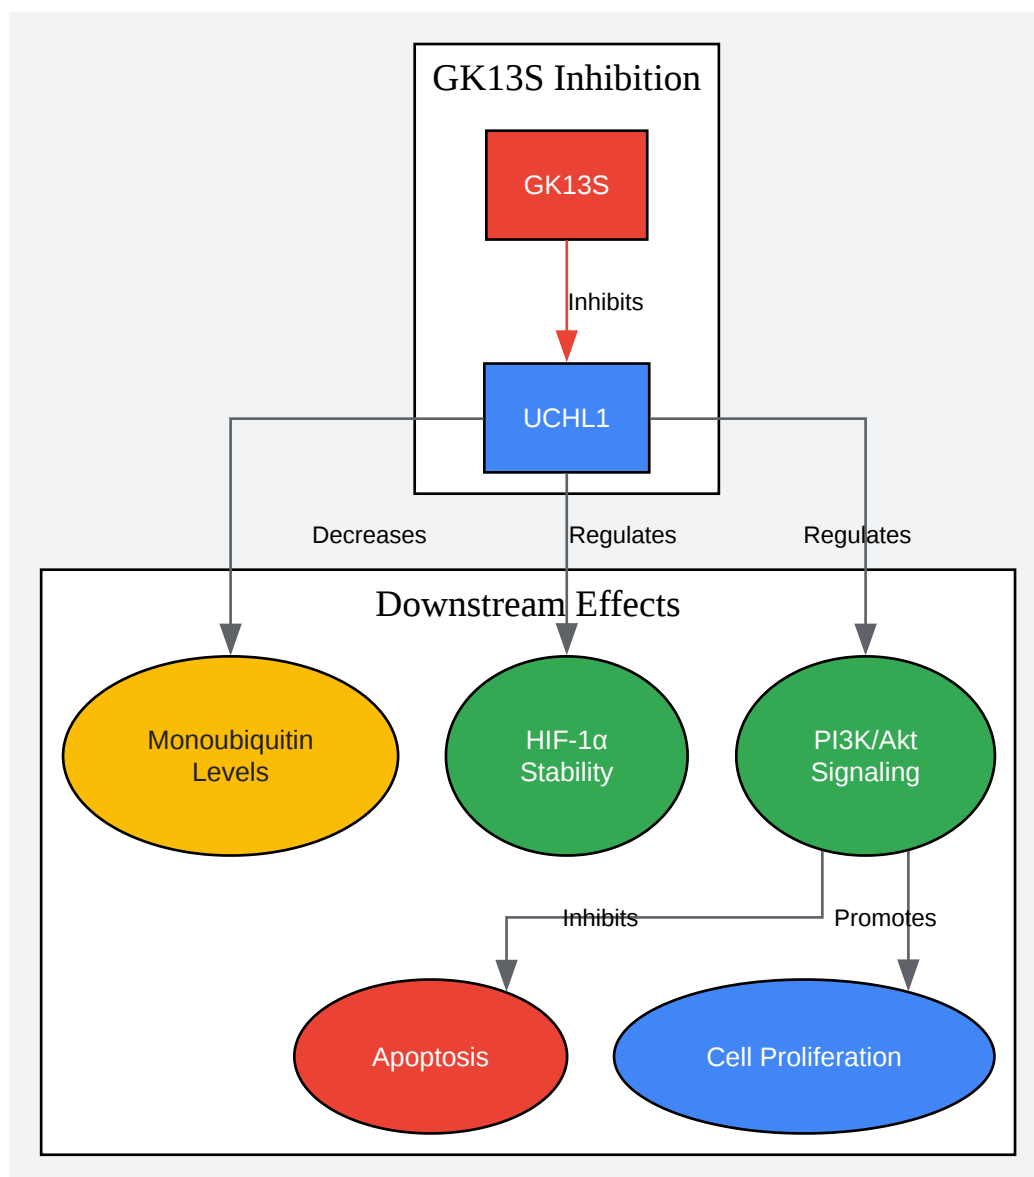 GK13S Inhibition
GK13S
Inhibits
UCHL1
Decreases
Regulates
Regulates
Downstream Effects
Monoubiquitin
Levels
HIF-1α
Stability
PI3K/Akt
Signaling
Inhibits
Promotes
Apoptosis
Cell Proliferation